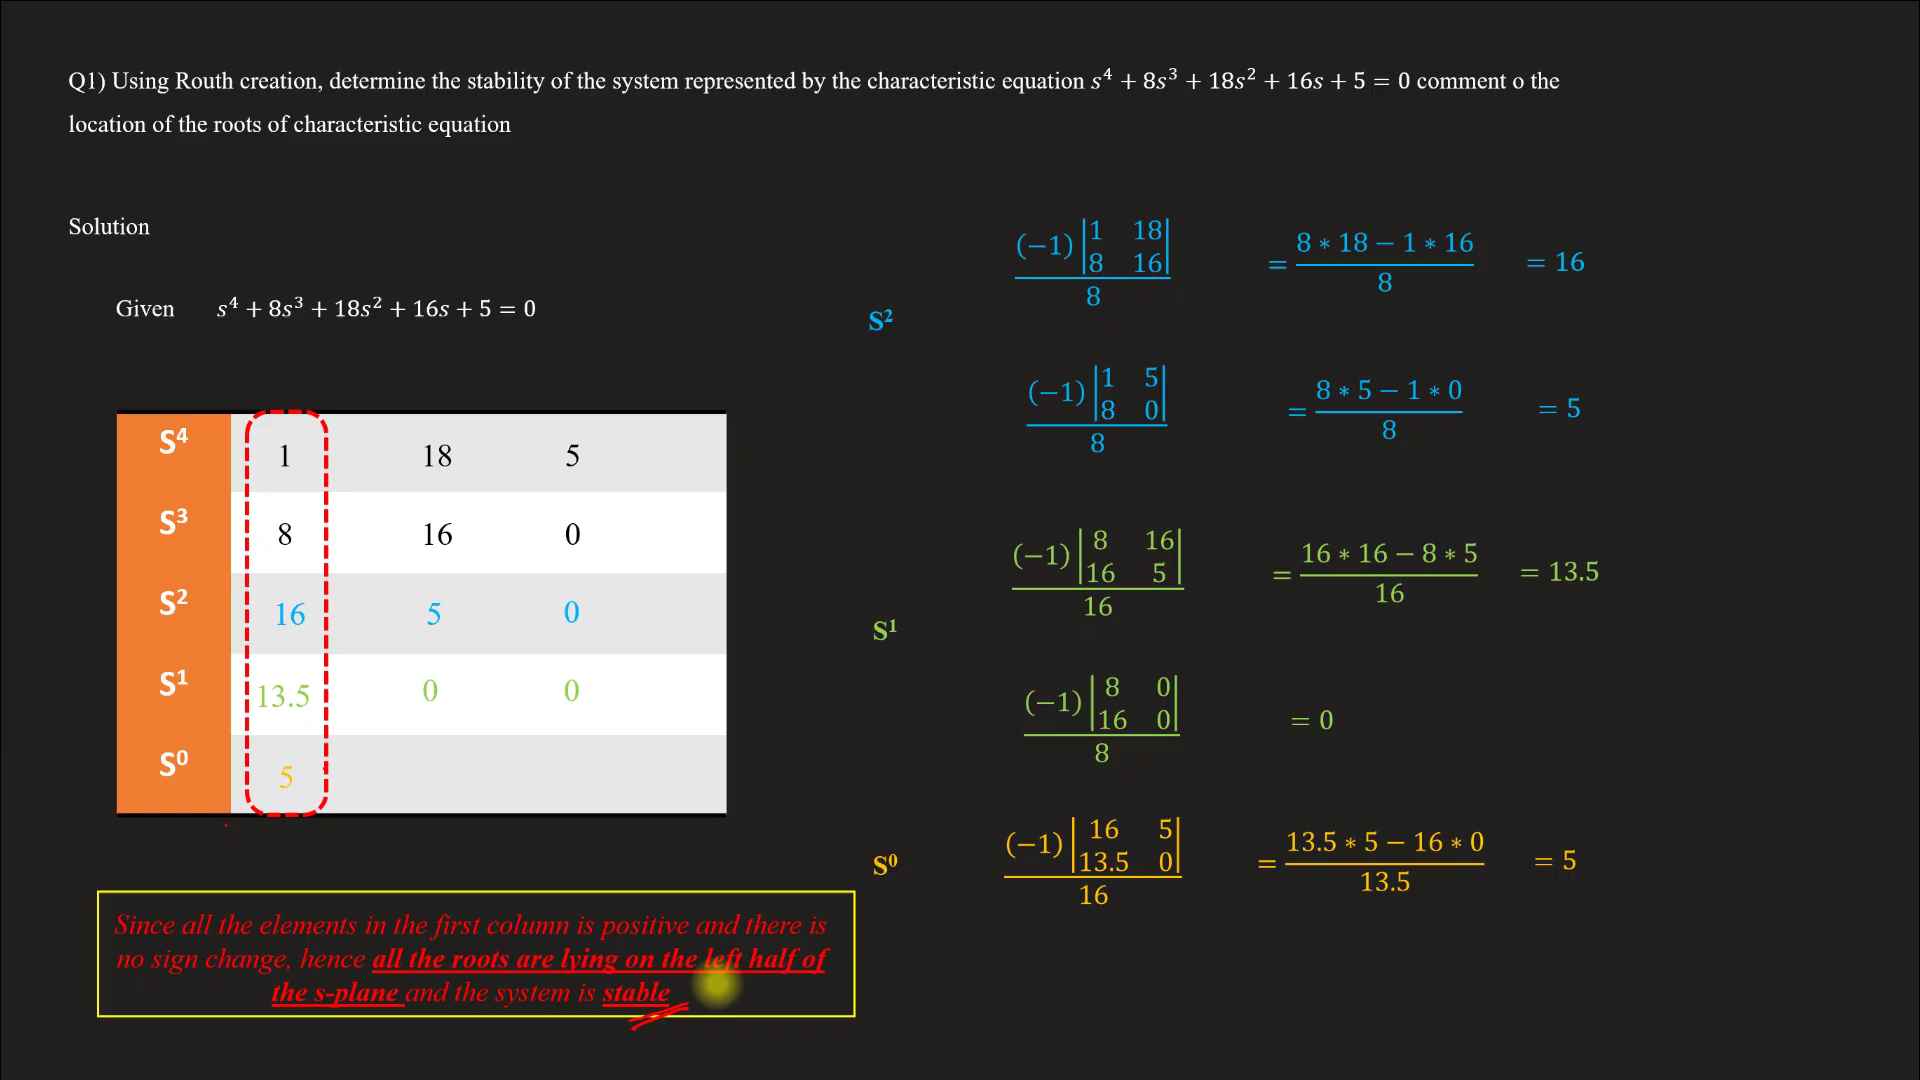 Q1) Using Routh creation, determine the stability of the system represented by the characteristic equation s⁴ + 8s³ + 18s² + 16s + 5 = 0 comment o the
location of the roots of characteristic equation
Solution
Given s⁴ + 8s³ + 18s² + 16s + 5 = 0
S⁴ 1 18 5
S³ 8 16 0
S² 16 5 0
S¹ 13.5 0 0
S⁰ 5
Since all the elements in the first column is positive and there is
no sign change, hence all the roots are lying on the left half of
the s-plane and the system is stable
S²
(−1) |1 18|
|8 16|
8
= 8 ∗ 18 − 1 ∗ 16
8
= 16
(−1) |1 5|
|8 0|
8
= 8 ∗ 5 − 1 ∗ 0
8
= 5
S¹
(−1) |8 16|
|16 5|
16
= 16 ∗ 16 − 8 ∗ 5
16
= 13.5
(−1) |8 0|
|16 0|
8
= 0
S⁰
(−1) |16 5|
|13.5 0|
16
= 13.5 ∗ 5 − 16 ∗ 0
13.5
= 5